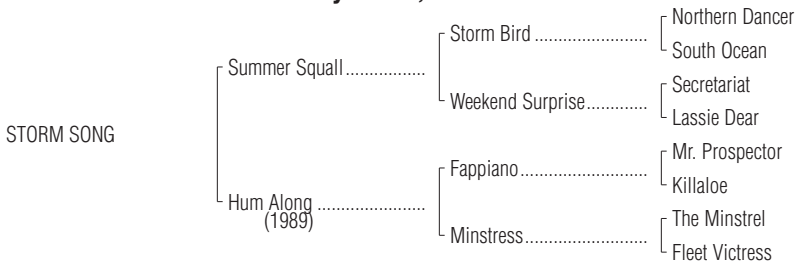 Northern Dancer
Storm Bird ........................
South Ocean
Summer Squall.................
Secretariat
Weekend Surprise.............
Lassie Dear
STORM SONG
Mr. Prospector
Fappiano...........................
Killaloe
Hum Along .......................
(1989)
The Minstrel
Minstress..........................
Fleet Victress